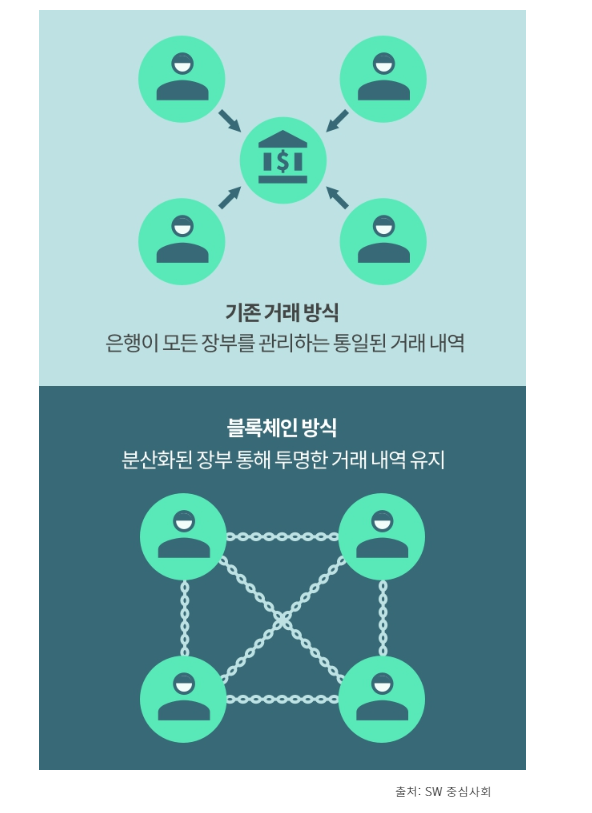 $
기존 거래 방식
은행이 모든 장부를 관리하는 통일된 거래 내역
블록체인 방식
분산화된 장부 통해 투명한 거래 내역 유지
출처: SW 중심사회